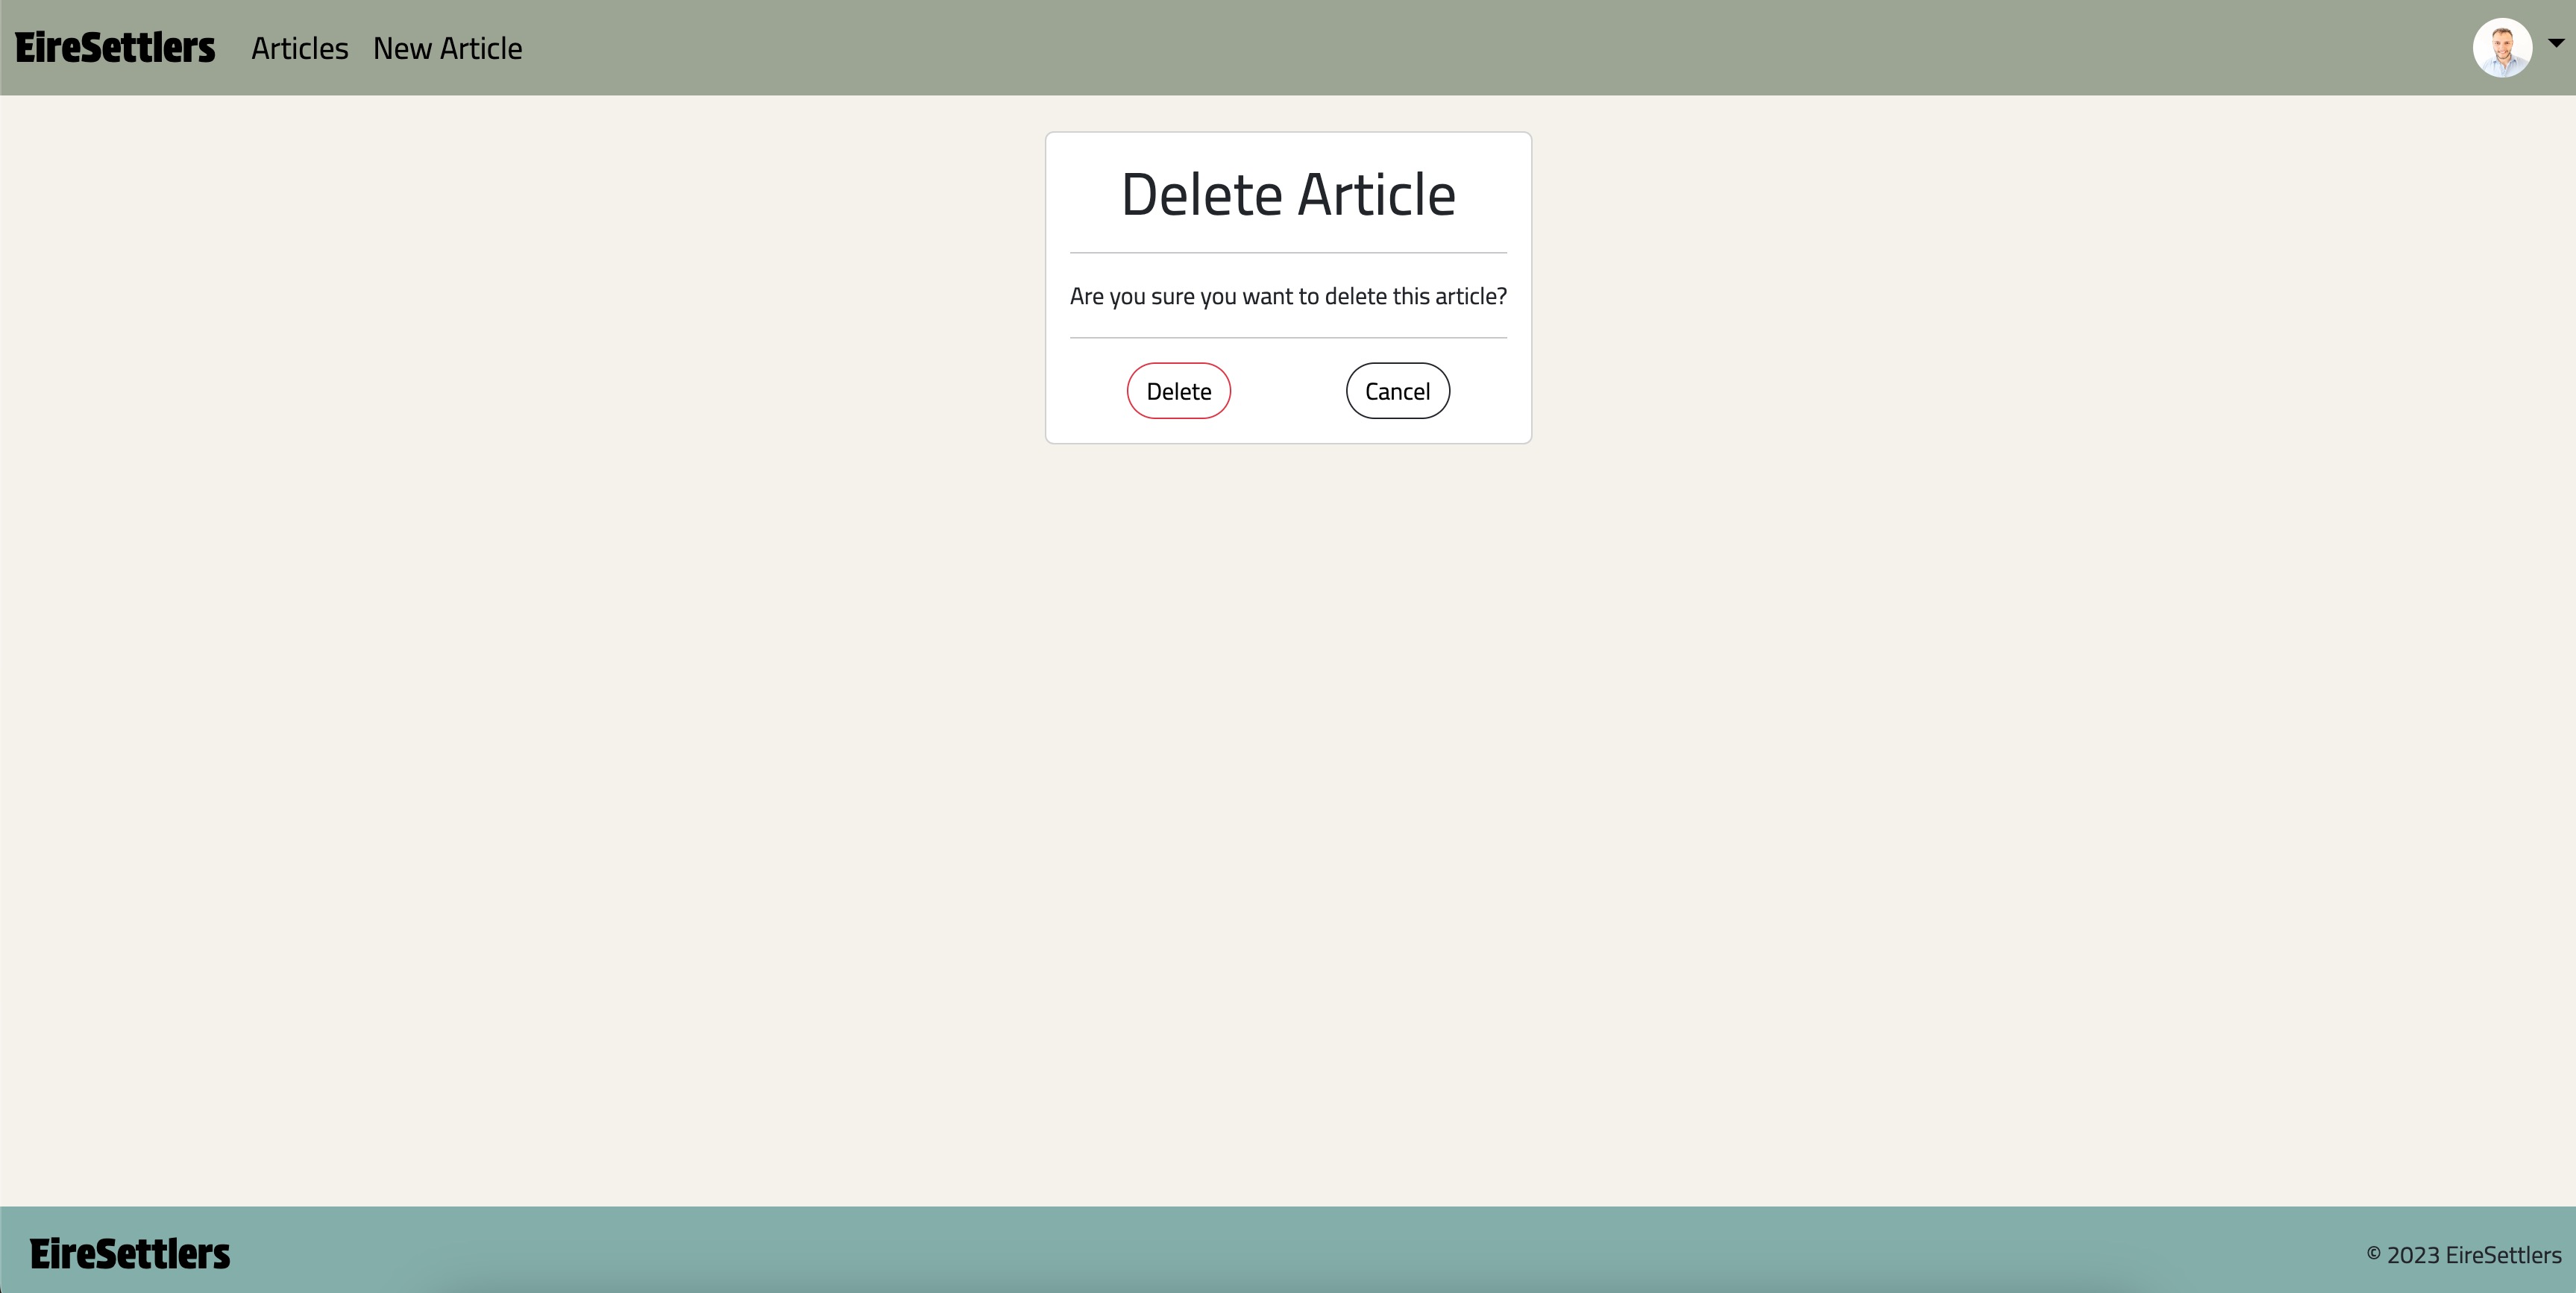 EireSettlers Articles New Article
Delete Article
Are you sure you want to delete this article?
Delete Cancel
EireSettlers © 2023 EireSettlers